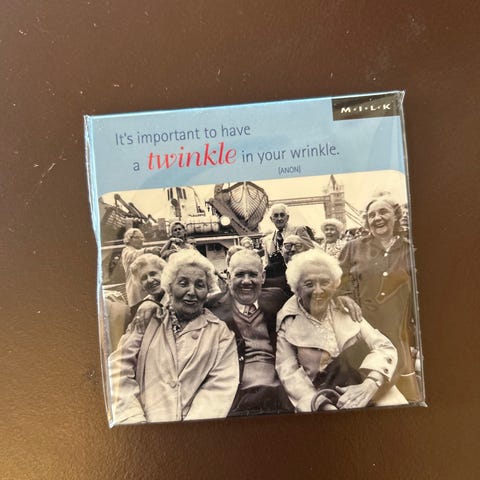 M·I·L·K
It's important to have
a twinkle in your wrinkle.
[ANON]